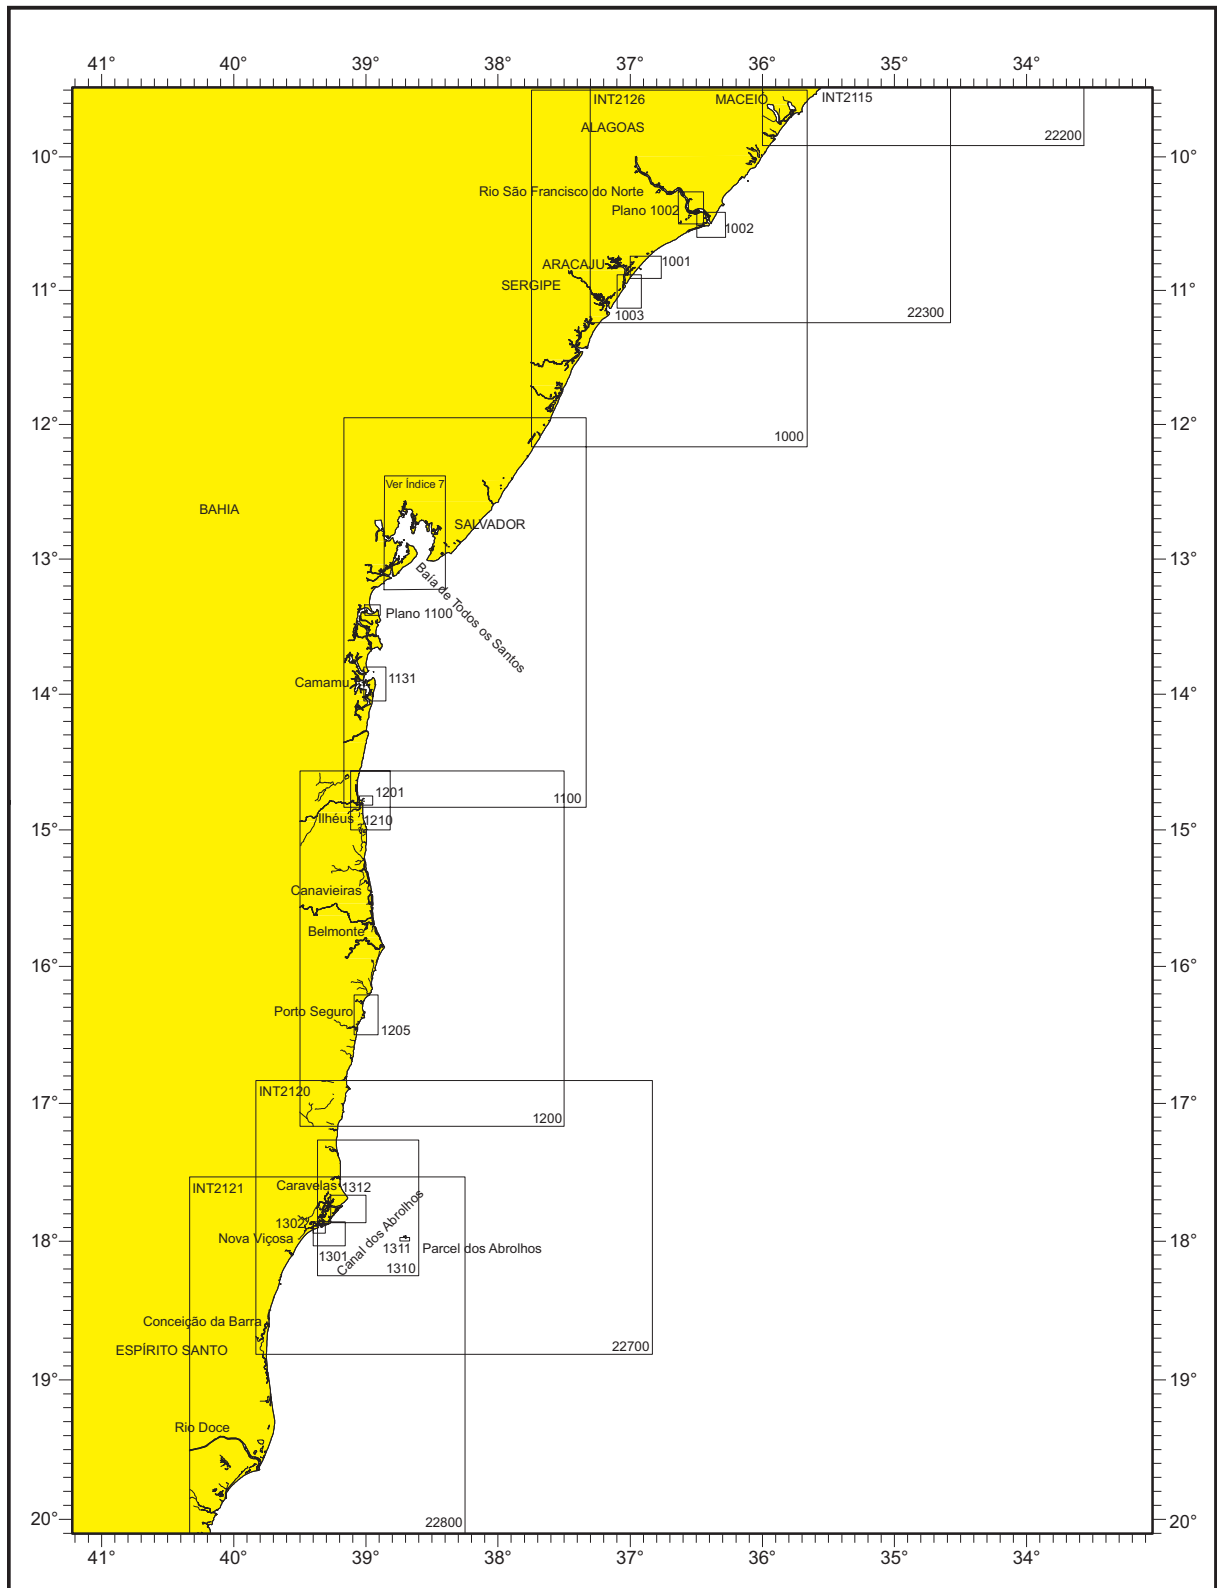 41° 40° 39° 38° 37° 36° 35° 34°
INT2126 MACEIO INT2115
ALAGOAS
22200
10° 10°
Rio São Francisco do Norte
Plano 1002
1002
ARACAJU 1001
SERGIPE
11° 11°
1003 22300
12° 12°
1000
Ver Índice 7
BAHIA
SALVADOR
13° 13°
Baía de Todos os Santos
Plano 1100
Camamu 1131
14° 14°
1201 1100
Ilhéus 1210
15° 15°
Canavieiras
Belmonte
16° 16°
Porto Seguro
1205
INT2120
17° 17°
1200
INT2121 Caravelas 1312
Canal dos Abrolhos
1302
Nova Viçosa
18° 18°
1301 1311 Parcel dos Abrolhos
1310
Conceição da Barra
ESPÍRITO SANTO 22700
19° 19°
Rio Doce
20° 20°
22800
41° 40° 39° 38° 37° 36° 35° 34°